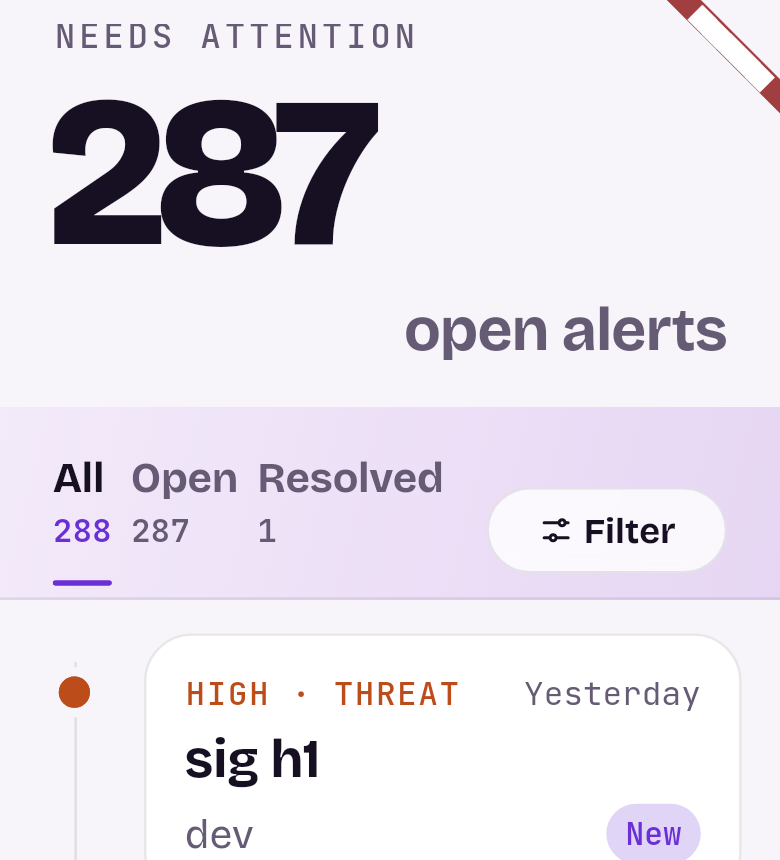 NEEDS ATTENTION
287
open alerts
All Open Resolved
288 287 1
Filter
HIGH · THREAT Yesterday
sig h1
dev New